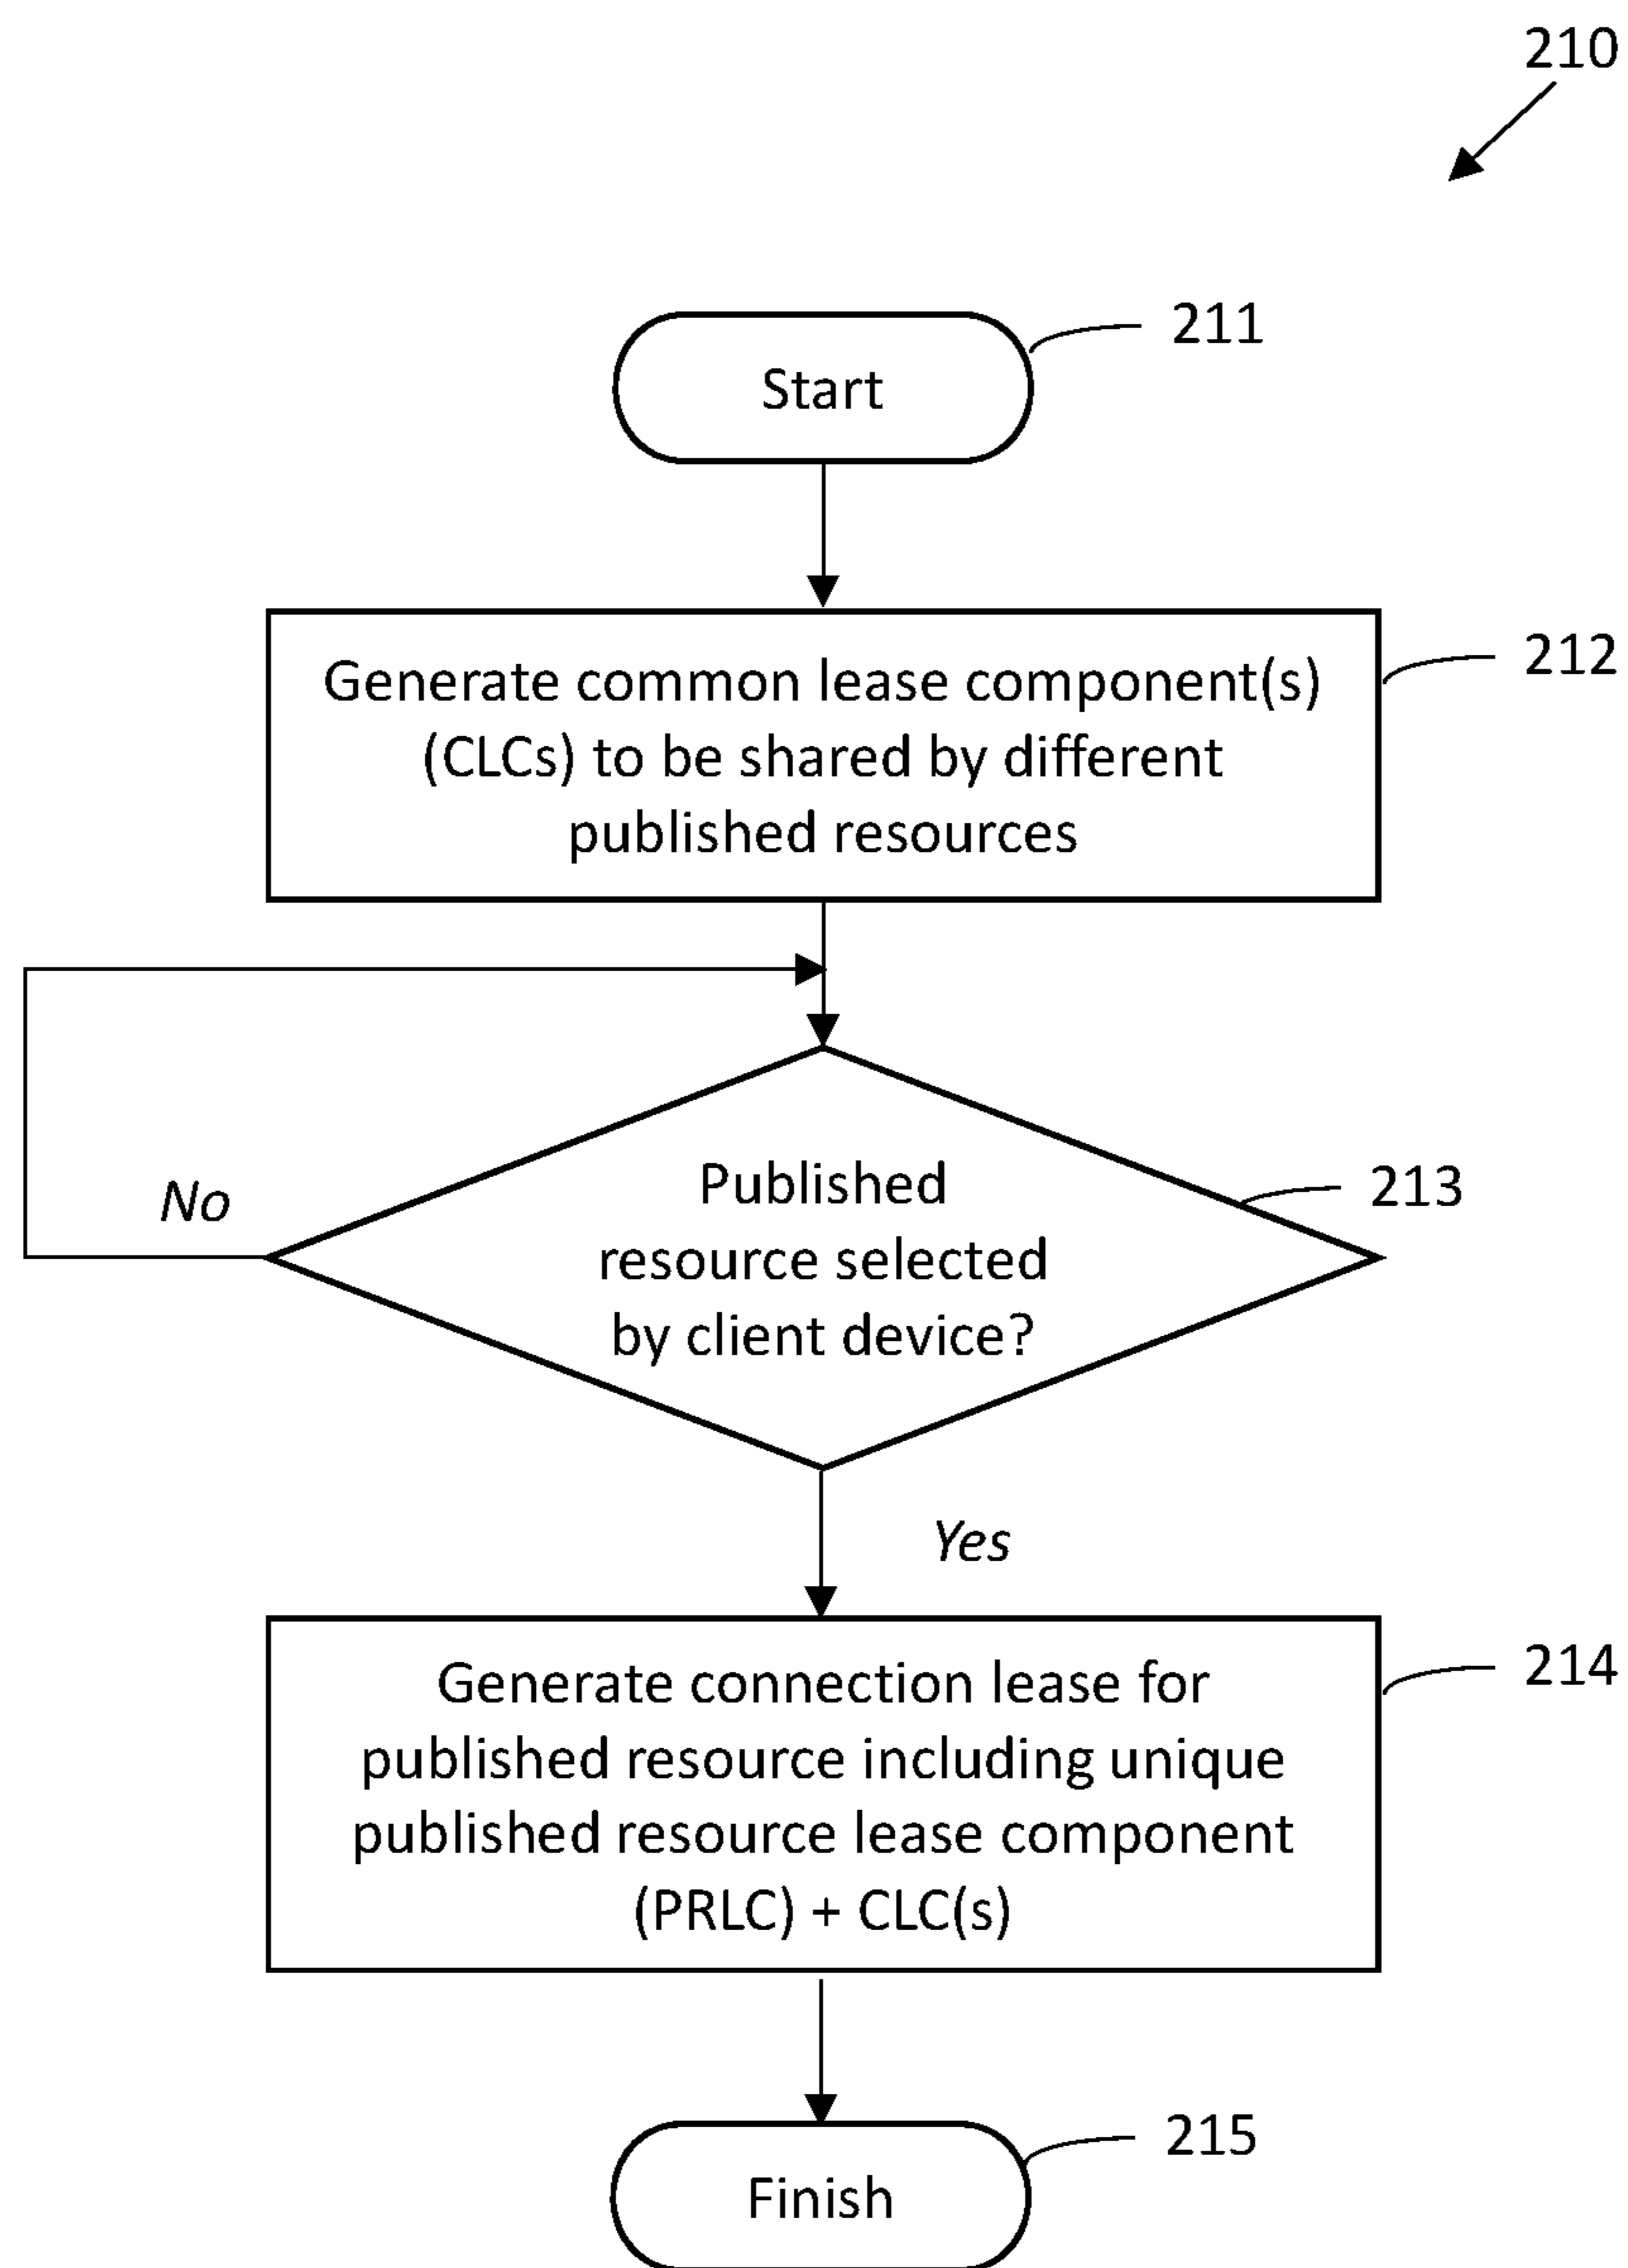 210
211
Start
212
Generate common lease component(s)
(CLCs) to be shared by different
published resources
No
213
Published
resource selected
by client device?
Yes
214
Generate connection lease for
published resource including unique
published resource lease component
(PRLC) + CLC(s)
215
Finish